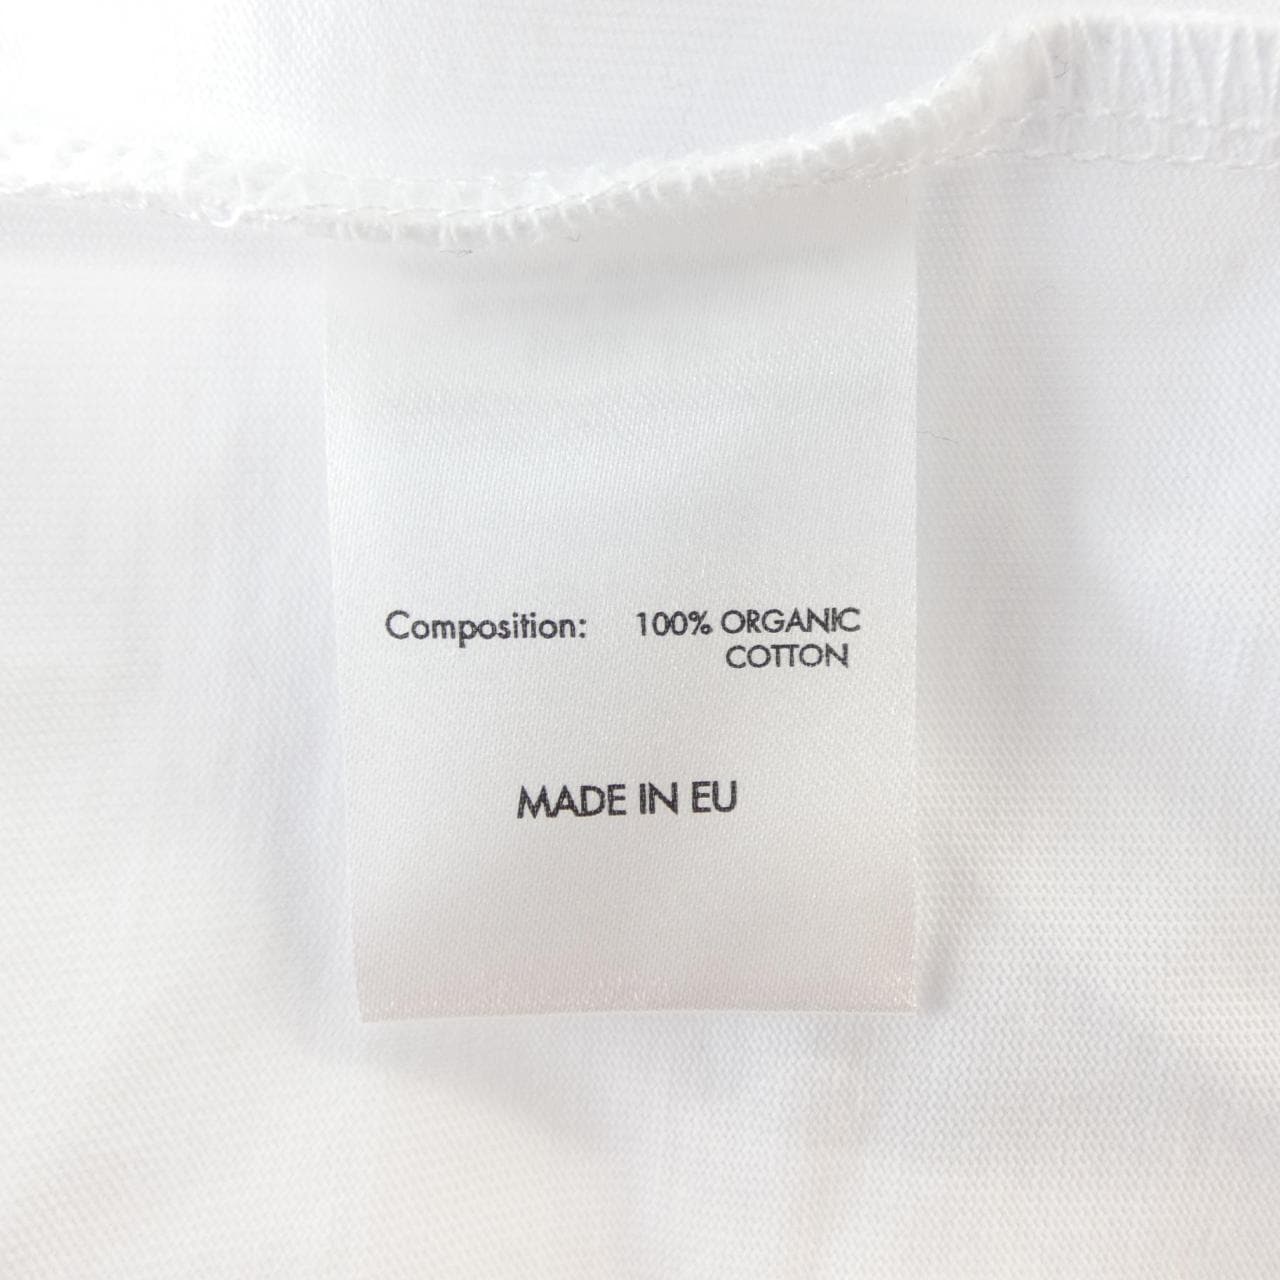 Composition: 100% ORGANIC
COTTON
MADE IN EU